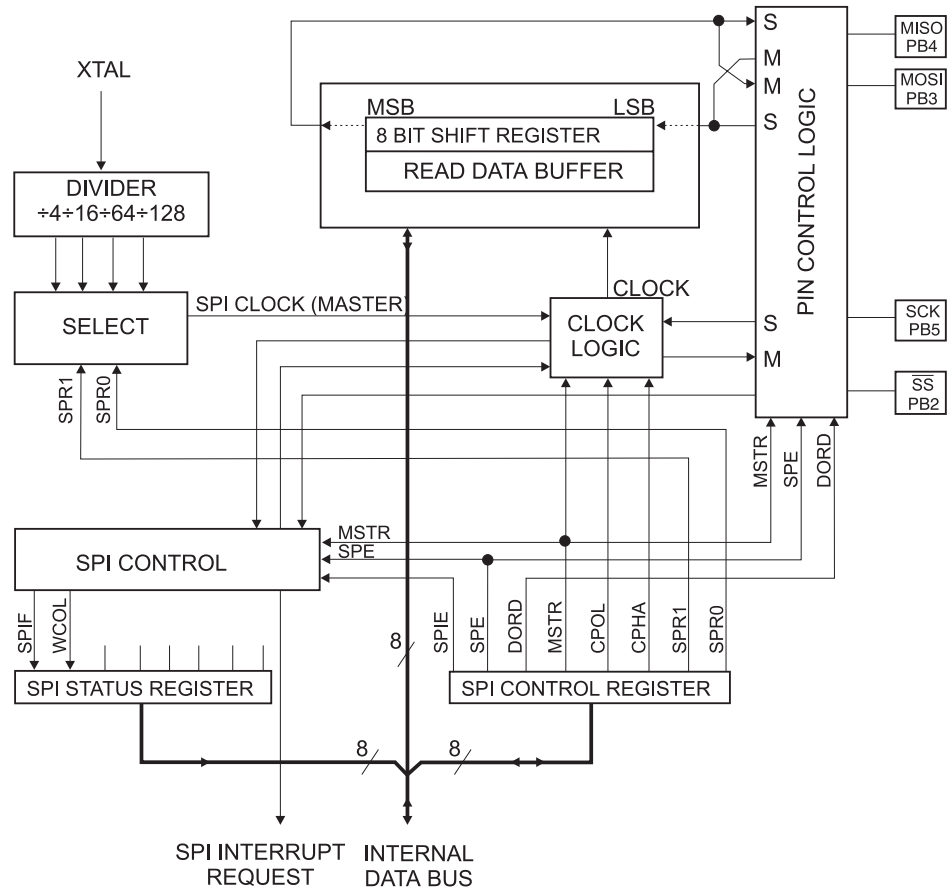 XTAL
DIVIDER
÷4÷16÷64÷128
SELECT
SPI CLOCK (MASTER)
SPR1
SPR0
MSB
LSB
8 BIT SHIFT REGISTER
READ DATA BUFFER
CLOCK
CLOCK
LOGIC
S
M
M
S
S
M
PIN CONTROL LOGIC
MISO
PB4
MOSI
PB3
SCK
PB5
SS
PB2
MSTR
SPE
DORD
SPI CONTROL
MSTR
SPE
SPIF
WCOL
SPIE
SPE
DORD
MSTR
CPOL
CPHA
SPR1
SPR0
8
SPI STATUS REGISTER
SPI CONTROL REGISTER
8
8
SPI INTERRUPT
REQUEST
INTERNAL
DATA BUS